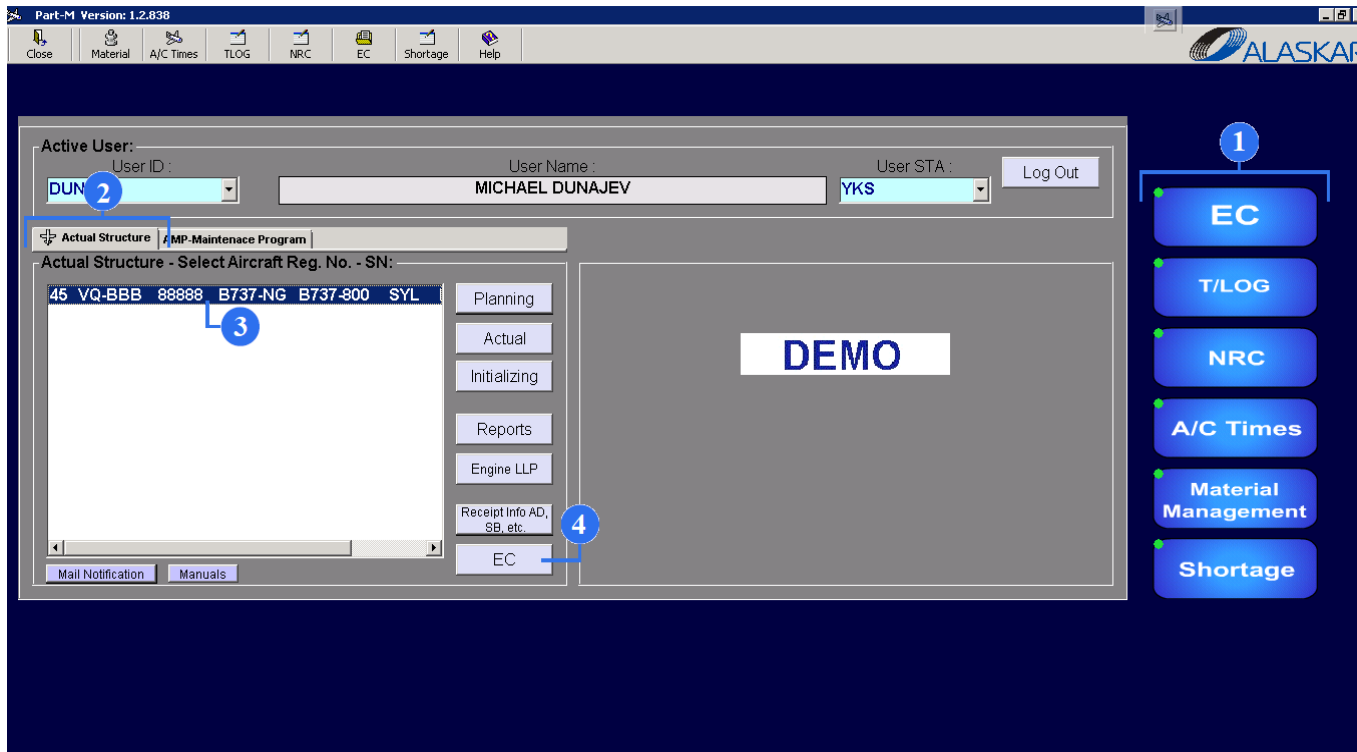 Part-M Version: 1.2.838
Close Material A/C Times TLOG NRC EC Shortage Help
ALASKAR
1
Active User:
User ID : User Name : User STA :
DUN MICHAEL DUNAJEV YKS Log Out
2
EC
Actual Structure AMP-Maintenace Program
Actual Structure - Select Aircraft Reg. No. - SN:
45 VQ-BBB 88888 B737-NG B737-800 SYL
3
Planning
Actual
Initializing
Reports
Engine LLP
Receipt Info AD,
SB, etc.
4
EC
Mail Notification Manuals
DEMO
T/LOG
NRC
A/C Times
Material
Management
Shortage